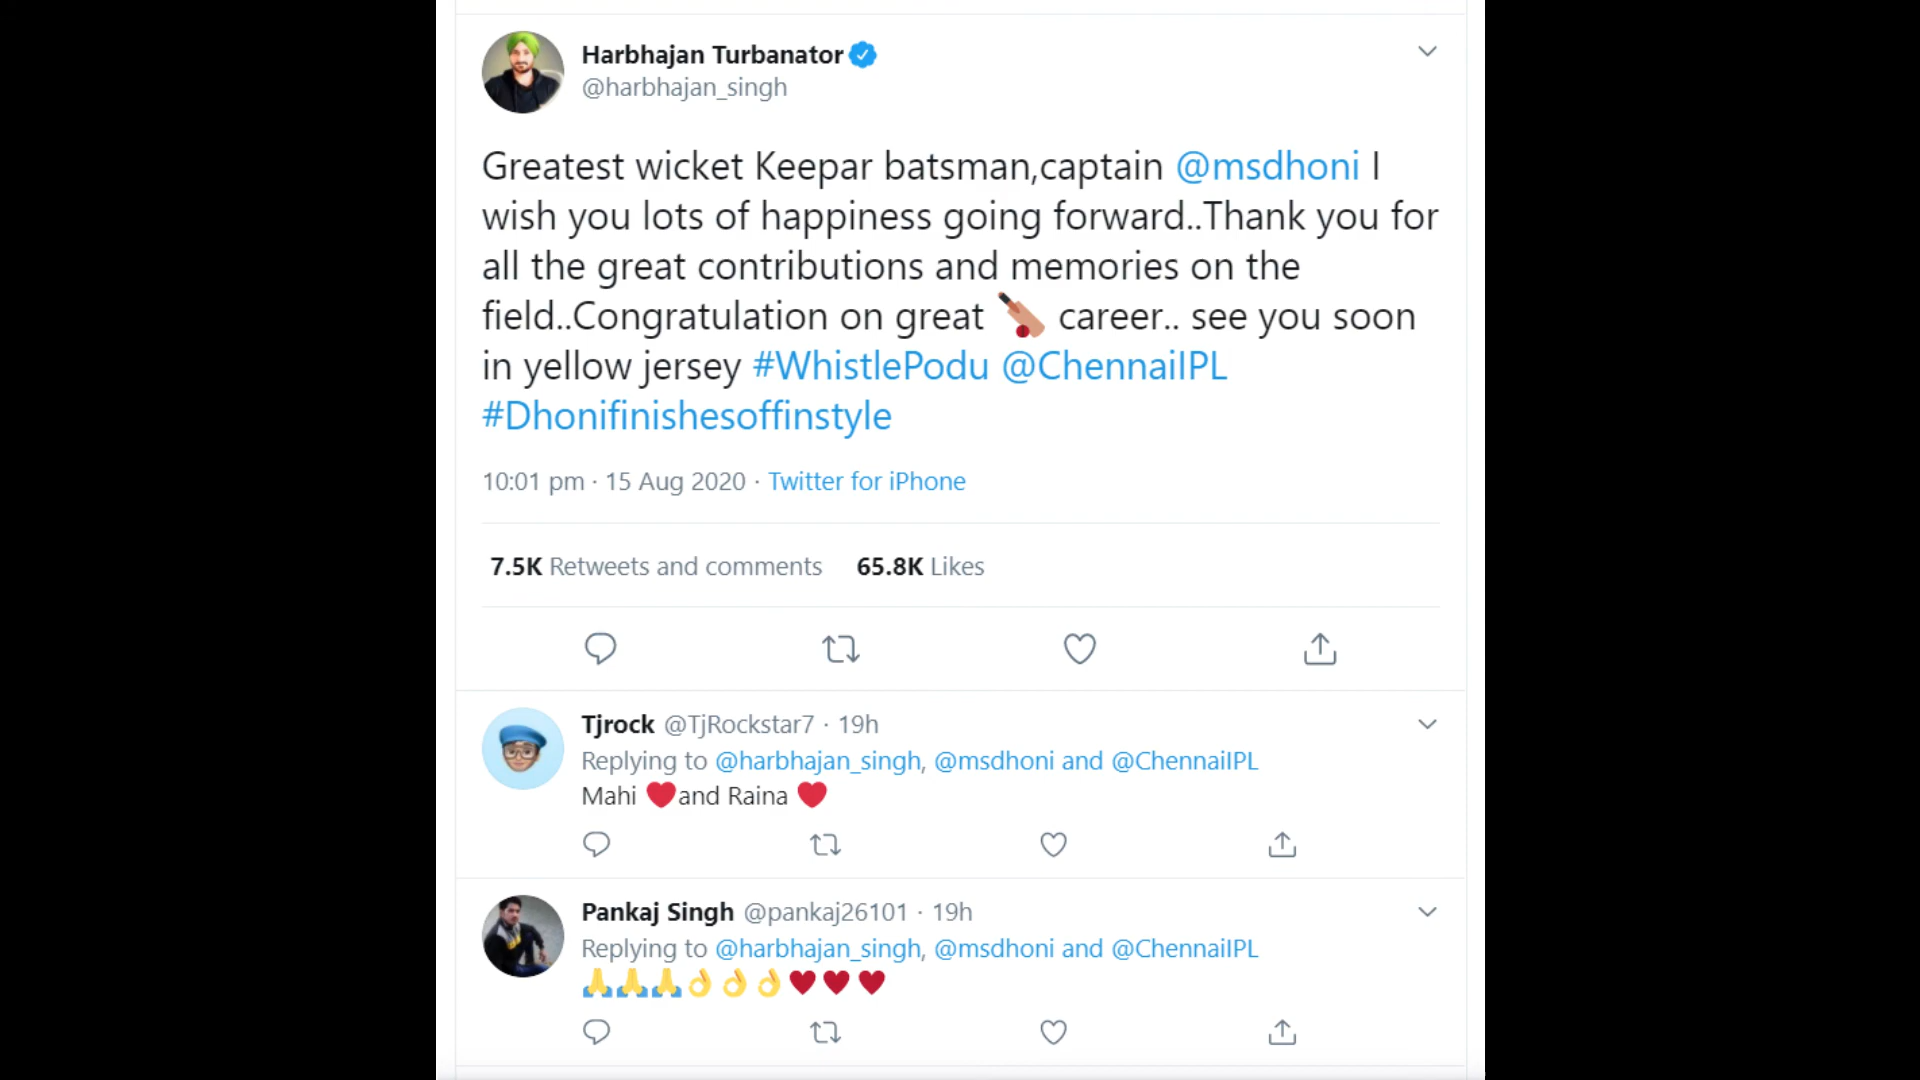 Harbhajan Turbanator
@harbhajan_singh
Greatest wicket Keepar batsman,captain @msdhoni I
wish you lots of happiness going forward..Thank you for
all the great contributions and memories on the
field..Congratulation on great 🏏 career.. see you soon
in yellow jersey #WhistlePodu @ChennaiIPL
#Dhonifinishesoffinstyle
10:01 pm · 15 Aug 2020 · Twitter for iPhone
7.5K Retweets and comments 65.8K Likes
Tjrock @TjRockstar7 · 19h
Replying to @harbhajan_singh, @msdhoni and @ChennaiIPL
Mahi ❤️and Raina ❤️
Pankaj Singh @pankaj26101 · 19h
Replying to @harbhajan_singh, @msdhoni and @ChennaiIPL
🙏🙏🙏👌👌👌♥️♥️♥️